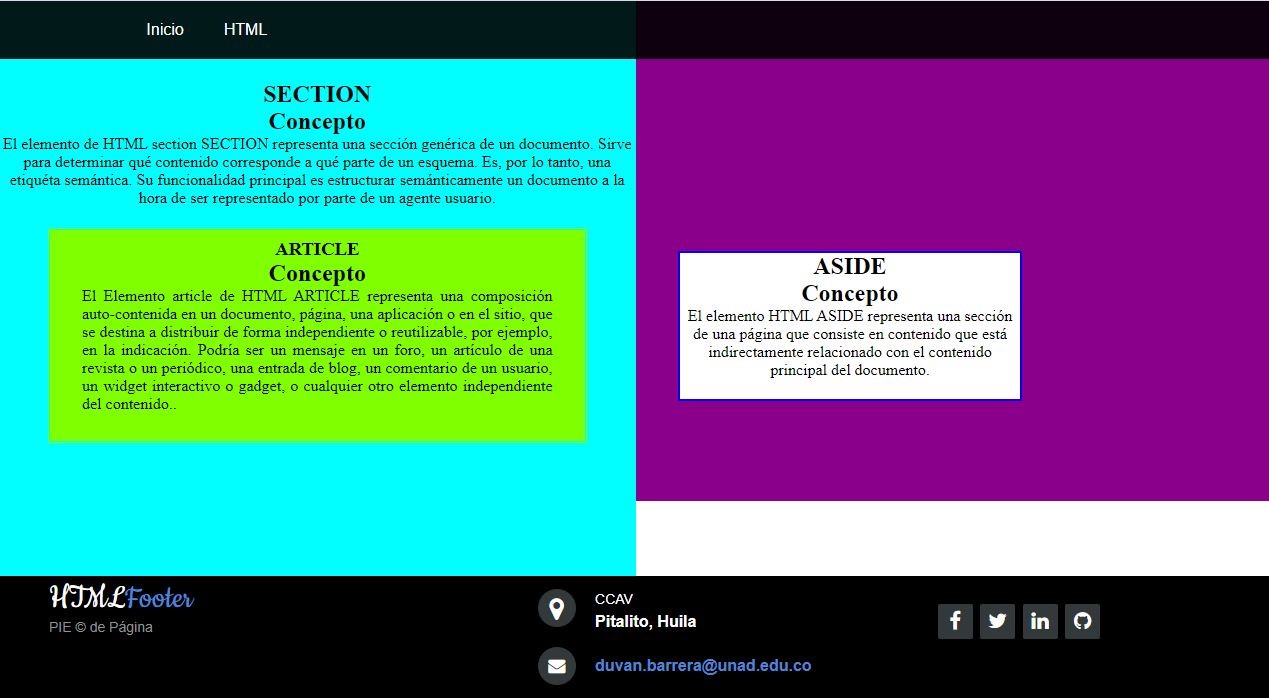 Inicio HTML
SECTION
Concepto
El elemento de HTML section SECTION representa una sección genérica de un documento. Sirve
para determinar qué contenido corresponde a qué parte de un esquema. Es, por lo tanto, una
etiquéta semántica. Su funcionalidad principal es estructurar semánticamente un documento a la
hora de ser representado por parte de un agente usuario.
ARTICLE
Concepto
El Elemento article de HTML ARTICLE representa una composición
auto-contenida en un documento, página, una aplicación o en el sitio, que
se destina a distribuir de forma independiente o reutilizable, por ejemplo,
en la indicación. Podría ser un mensaje en un foro, un artículo de una
revista o un periódico, una entrada de blog, un comentario de un usuario,
un widget interactivo o gadget, o cualquier otro elemento independiente
del contenido..
ASIDE
Concepto
El elemento HTML ASIDE representa una sección
de una página que consiste en contenido que está
indirectamente relacionado con el contenido
principal del documento.
HTMLFooter
PIE © de Página
CCAV
Pitalito, Huila
duvan.barrera@unad.edu.co